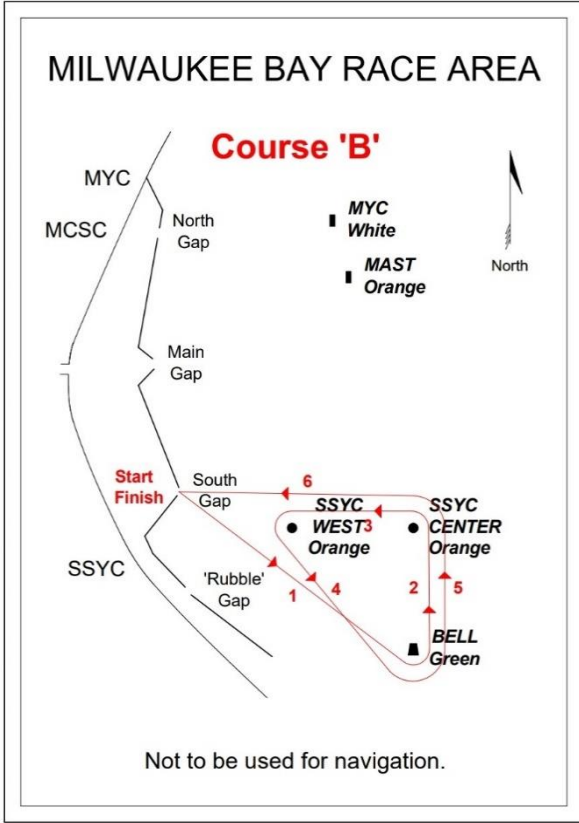 MILWAUKEE BAY RACE AREA
Course 'B'
MYC
MCSC
North
Gap
MYC
White
MAST
Orange
North
Main
Gap
Start
Finish
South
Gap
6
SSYC
WEST
Orange
3
SSYC
CENTER
Orange
SSYC
'Rubble'
Gap
1
4
2
5
BELL
Green
Not to be used for navigation.